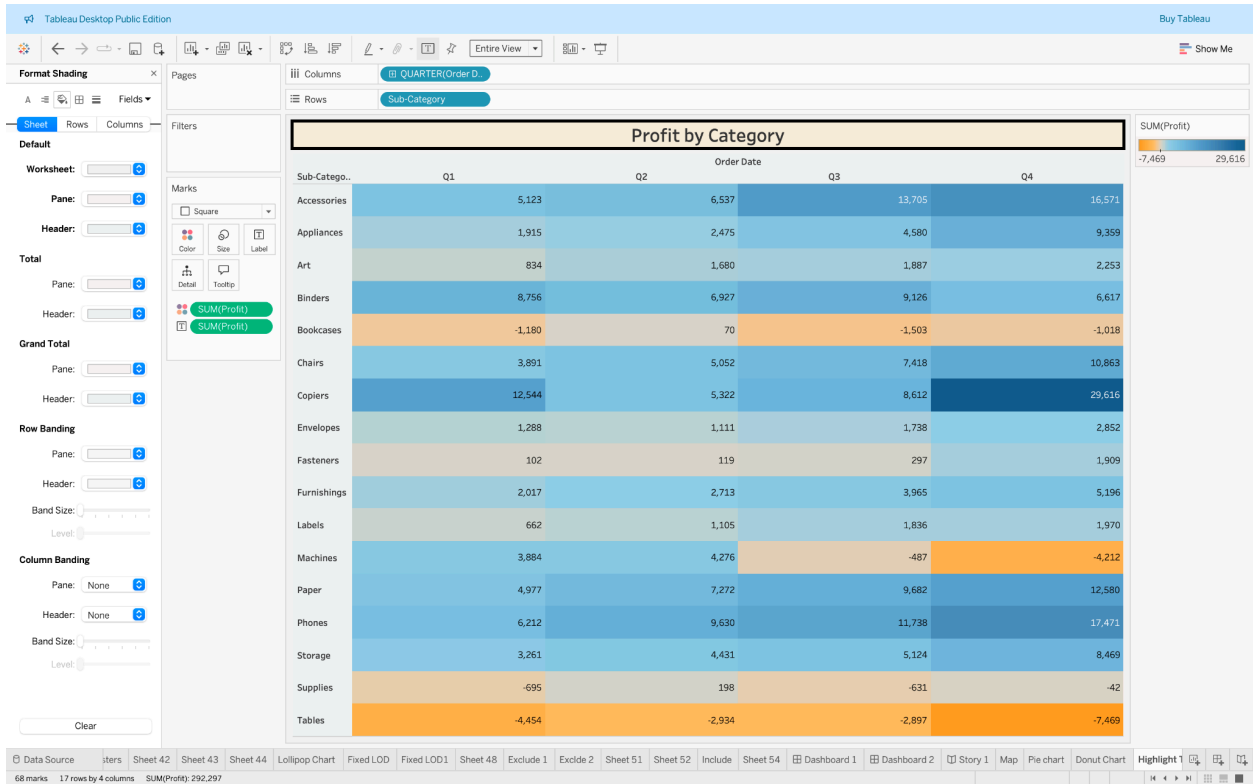 Tableau Desktop Public Edition
Buy Tableau
Entire View
Show Me
Format Shading
Fields
Sheet Rows Columns
Default
Worksheet:
Pane:
Header:
Total
Pane:
Header:
Grand Total
Pane:
Header:
Row Banding
Pane:
Header:
Band Size:
Level:
Column Banding
Pane: None
Header: None
Band Size:
Level:
Clear
Pages
Filters
Marks
Square
Color Size Label
Detail Tooltip
SUM(Profit)
SUM(Profit)
Columns QUARTER(Order D..
Rows Sub-Category
Profit by Category
Order Date
Sub-Catego.. Q1 Q2 Q3 Q4
Accessories 5,123 6,537 13,705 16,571
Appliances 1,915 2,475 4,580 9,359
Art 834 1,680 1,887 2,253
Binders 8,756 6,927 9,126 6,617
Bookcases -1,180 70 -1,503 -1,018
Chairs 3,891 5,052 7,418 10,863
Copiers 12,544 5,322 8,612 29,616
Envelopes 1,288 1,111 1,738 2,852
Fasteners 102 119 297 1,909
Furnishings 2,017 2,713 3,965 5,196
Labels 662 1,105 1,836 1,970
Machines 3,884 4,276 -487 -4,212
Paper 4,977 7,272 9,682 12,580
Phones 6,212 9,630 11,738 17,471
Storage 3,261 4,431 5,124 8,469
Supplies -695 198 -631 -42
Tables -4,454 -2,934 -2,897 -7,469
SUM(Profit)
-7,469 29,616
Data Source sters Sheet 42 Sheet 43 Sheet 44 Lollipop Chart Fixed LOD Fixed LOD1 Sheet 48 Exclude 1 Exclde 2 Sheet 51 Sheet 52 Include Sheet 54 Dashboard 1 Dashboard 2 Story 1 Map Pie chart Donut Chart Highlight
68 marks 17 rows by 4 columns SUM(Profit): 292,297